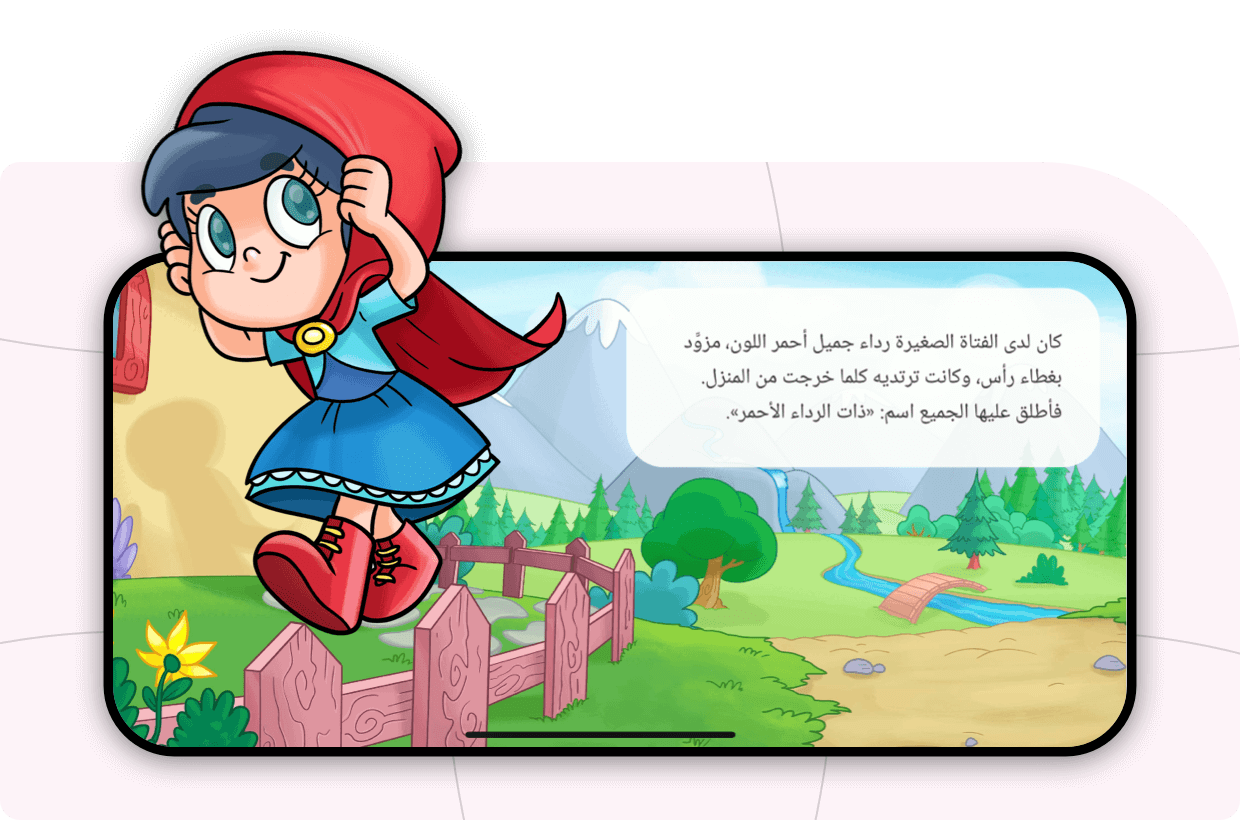 كان لدى الفتاة الصغيرة رداء جميل أحمر اللون، مزوَّد
بغطاء رأس، وكانت ترتديه كلما خرجت من المنزل.
فأطلق عليها الجميع اسم: «ذات الرداء الأحمر».